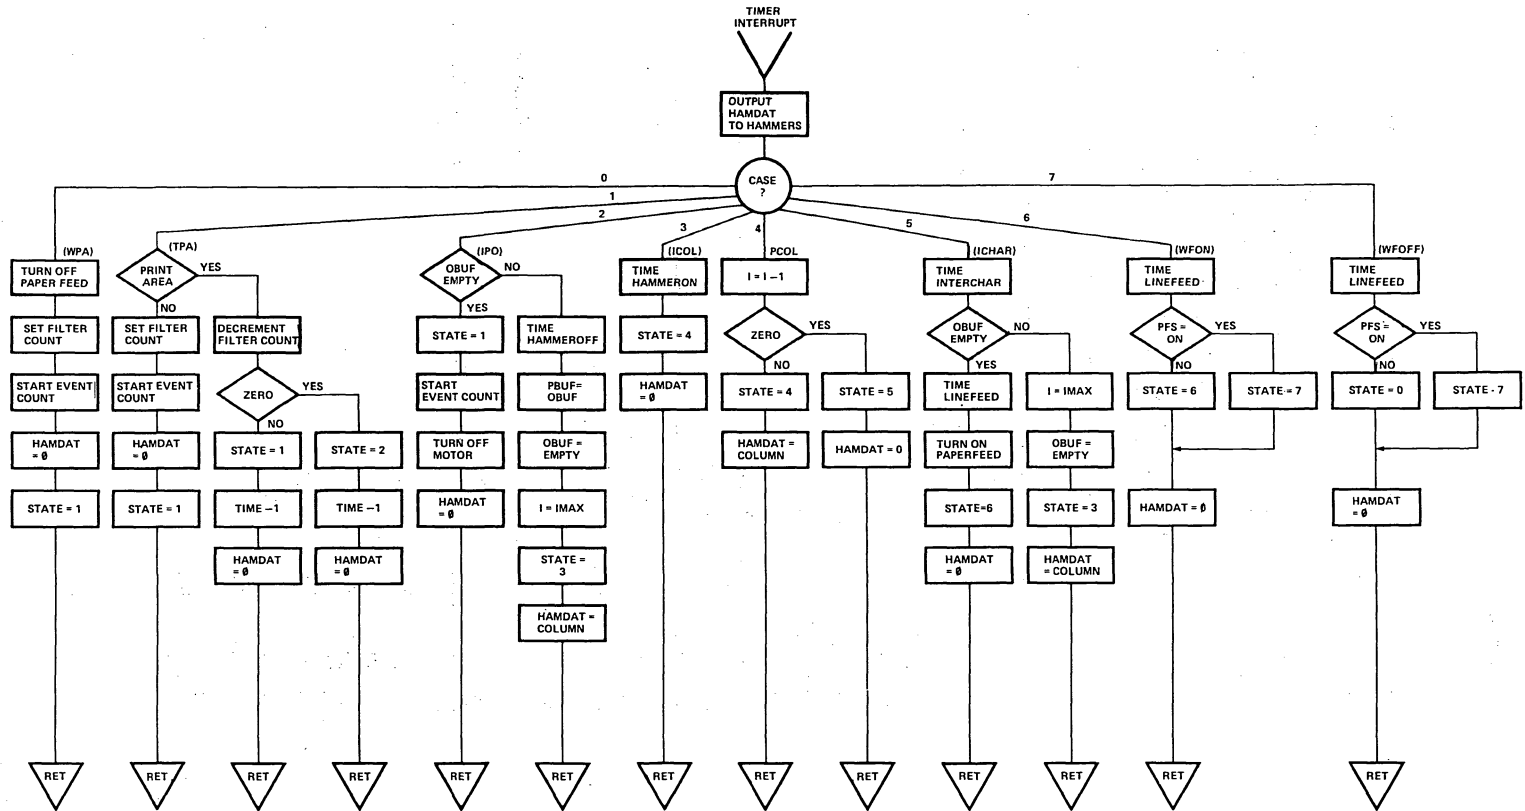 TIMER
INTERRUPT
OUTPUT
HAMDAT
TO HAMMERS
CASE
?
0
1
2
3
4
5
6
7
(WPA)
TURN OFF
PAPER FEED
SET FILTER
COUNT
START EVENT
COUNT
HAMDAT
= 0
STATE = 1
RET
(TPA)
PRINT
AREA
YES
NO
SET FILTER
COUNT
START EVENT
COUNT
HAMDAT
= 0
STATE = 1
RET
DECREMENT
FILTER COUNT
ZERO
YES
NO
STATE = 1
TIME –1
HAMDAT
= 0
RET
STATE = 2
TIME –1
HAMDAT
= 0
RET
(IPO)
OBUF
EMPTY
NO
YES
STATE = 1
START
EVENT COUNT
TURN OFF
MOTOR
HAMDAT
= 0
RET
TIME
HAMMEROFF
PBUF=
OBUF
OBUF =
EMPTY
I = IMAX
STATE =
3
HAMDAT =
COLUMN
RET
(ICOL)
TIME
HAMMERON
STATE = 4
HAMDAT
= 0
RET
PCOL
I = I –1
ZERO
YES
NO
STATE = 4
HAMDAT =
COLUMN
RET
STATE = 5
HAMDAT = 0
RET
(ICHAR)
TIME
INTERCHAR
OBUF
EMPTY
NO
YES
TIME
LINEFEED
TURN ON
PAPERFEED
STATE=6
HAMDAT
= 0
RET
I = IMAX
OBUF =
EMPTY
STATE = 3
HAMDAT
= COLUMN
RET
(WFON)
TIME
LINEFEED
PFS =
ON
YES
NO
STATE = 6
STATE = 7
HAMDAT = 0
RET
(WFOFF)
TIME
LINEFEED
PFS =
ON
YES
NO
STATE = 0
STATE - 7
HAMDAT
= 0
RET